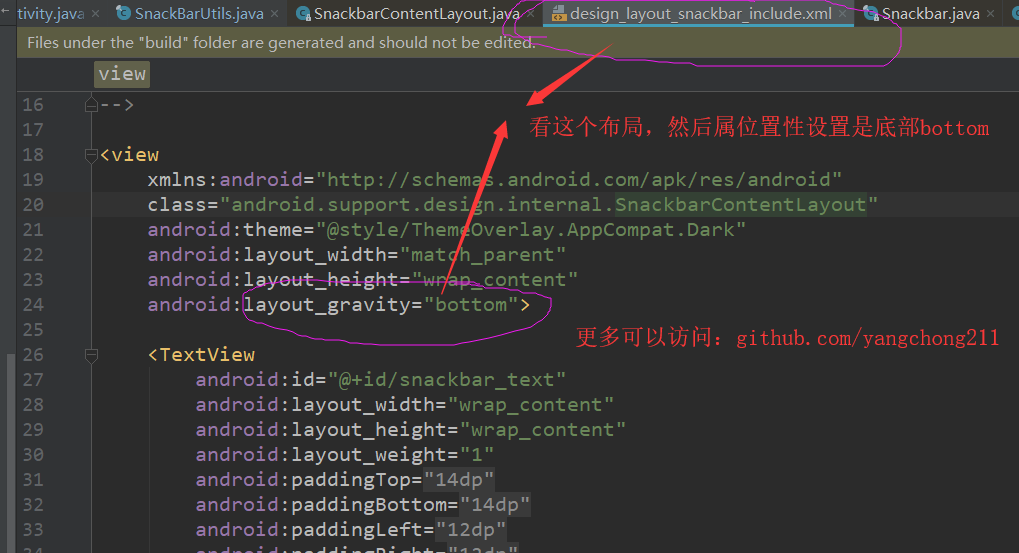 tivity.java
SnackBarUtils.java
SnackbarContentLayout.java
design_layout_snackbar_include.xml
Snackbar.java
Files under the "build" folder are generated and should not be edited.
view
16 -->
看这个布局，然后属位置性设置是底部bottom
17
18 <view
19 xmlns:android="http://schemas.android.com/apk/res/android"
20 class="android.support.design.internal.SnackbarContentLayout"
21 android:theme="@style/ThemeOverlay.AppCompat.Dark"
22 android:layout_width="match_parent"
23 android:layout_height="wrap_content"
24 android:layout_gravity="bottom">
25
更多可以访问：github.com/yangchong211
26 <TextView
27 android:id="@+id/snackbar_text"
28 android:layout_width="wrap_content"
29 android:layout_height="wrap_content"
30 android:layout_weight="1"
31 android:paddingTop="14dp"
32 android:paddingBottom="14dp"
33 android:paddingLeft="12dp"
android:paddingRight="12dp"